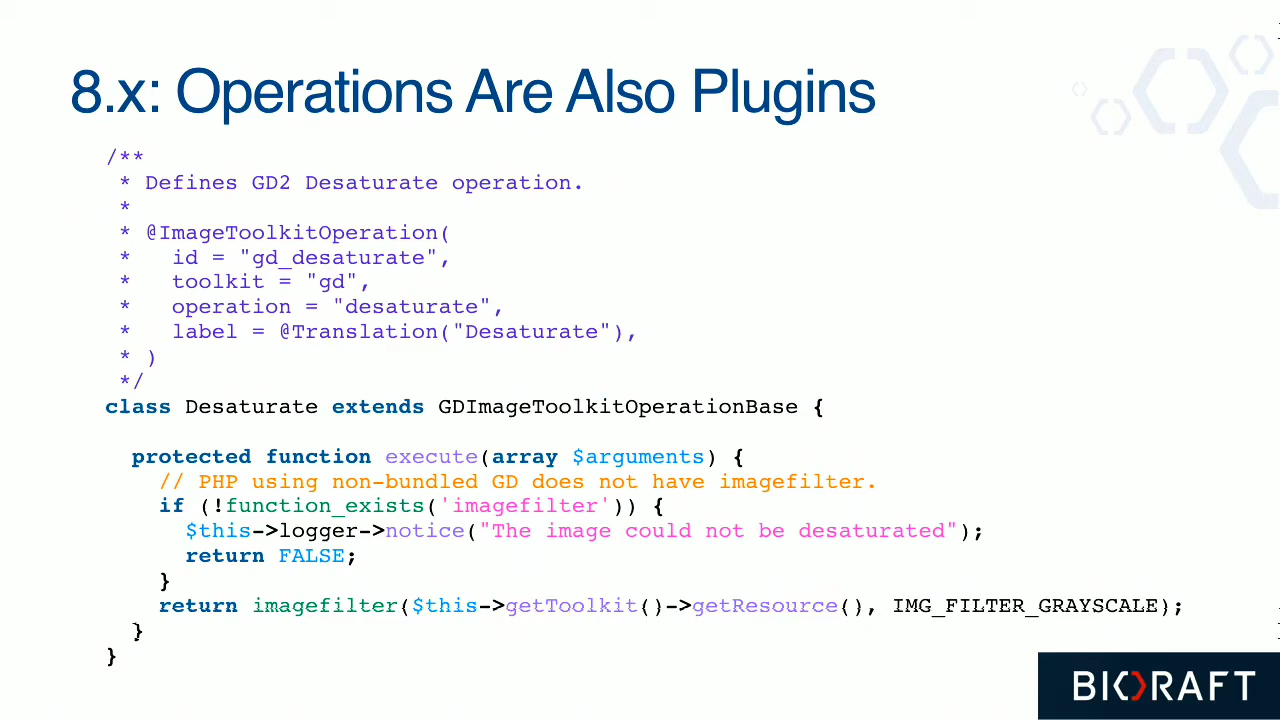 8.x: Operations Are Also Plugins
/**
 * Defines GD2 Desaturate operation.
 *
 * @ImageToolkitOperation(
 *   id = "gd_desaturate",
 *   toolkit = "gd",
 *   operation = "desaturate",
 *   label = @Translation("Desaturate"),
 * )
 */
class Desaturate extends GDImageToolkitOperationBase {
  protected function execute(array $arguments) {
    // PHP using non-bundled GD does not have imagefilter.
    if (!function_exists('imagefilter')) {
      $this->logger->notice("The image could not be desaturated");
      return FALSE;
    }
    return imagefilter($this->getToolkit()->getResource(), IMG_FILTER_GRAYSCALE);
  }
}
BIORAFT